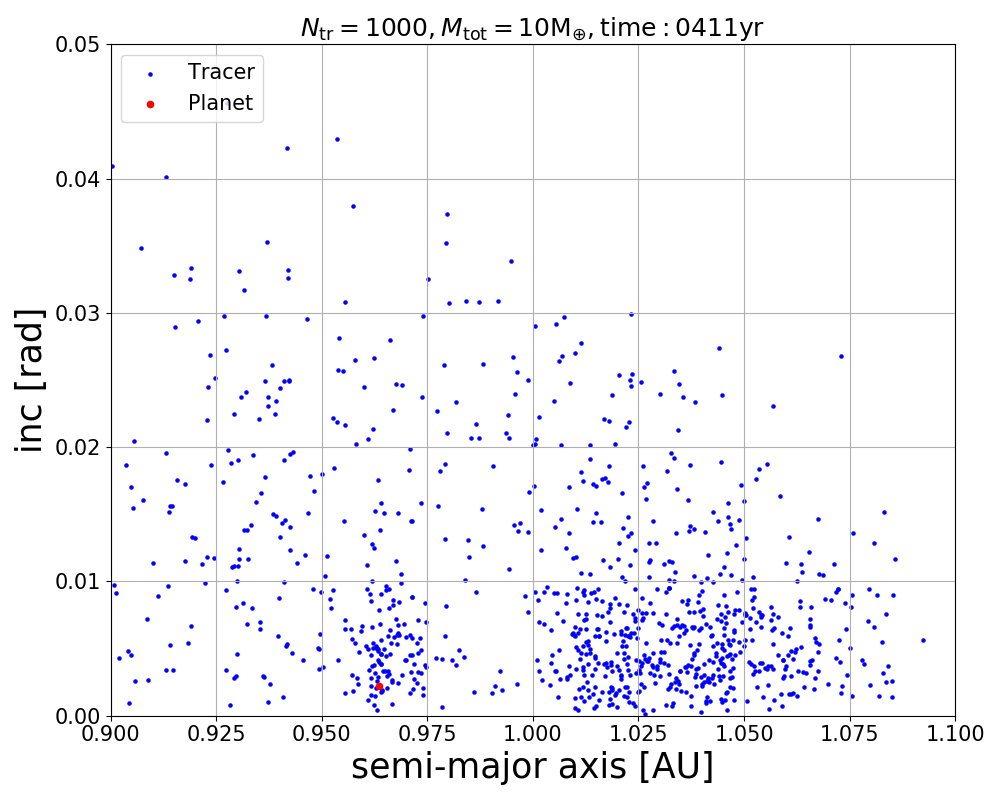 N_tr = 1000, M_tot = 10M_⊕, time : 0411yr
0.05
Tracer
Planet
0.04
0.03
inc [rad]
0.02
0.01
0.00
0.900 0.925 0.950 0.975 1.000 1.025 1.050 1.075 1.100
semi-major axis [AU]